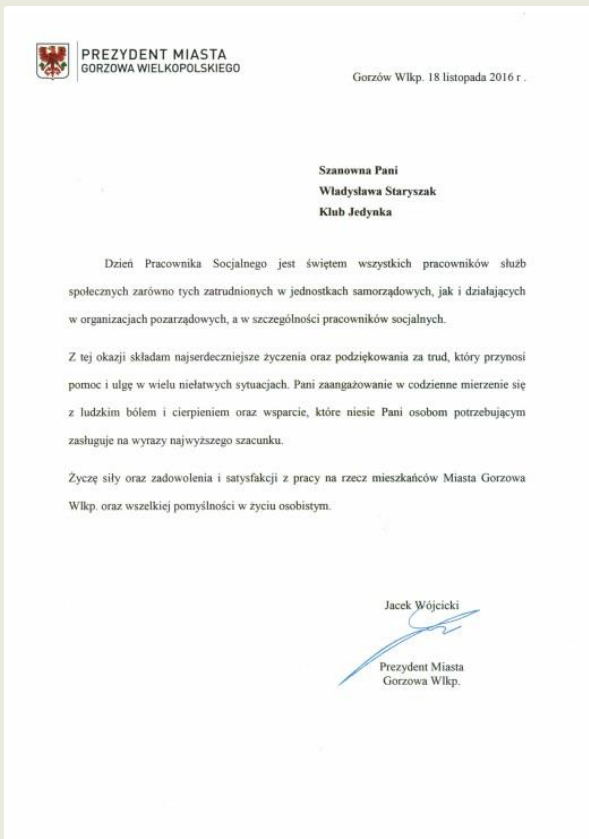 PREZYDENT MIASTA
GORZOWA WIELKOPOLSKIEGO
Gorzów Wlkp. 18 listopada 2016 r .
Szanowna Pani
Władysława Staryszak
Klub Jedynka
Dzień Pracownika Socjalnego jest świętem wszystkich pracowników służb
społecznych zarówno tych zatrudnionych w jednostkach samorządowych, jak i działających
w organizacjach pozarządowych, a w szczególności pracowników socjalnych.
Z tej okazji składam najserdeczniejsze życzenia oraz podziękowania za trud, który przynosi
pomoc i ulgę w wielu niełatwych sytuacjach. Pani zaangażowanie w codzienne mierzenie się
z ludzkim bólem i cierpieniem oraz wsparcie, które niesie Pani osobom potrzebującym
zasługuje na wyrazy najwyższego szacunku.
Życzę siły oraz zadowolenia i satysfakcji z pracy na rzecz mieszkańców Miasta Gorzowa
Wlkp. oraz wszelkiej pomyślności w życiu osobistym.
Jacek Wójcicki
Prezydent Miasta
Gorzowa Wlkp.